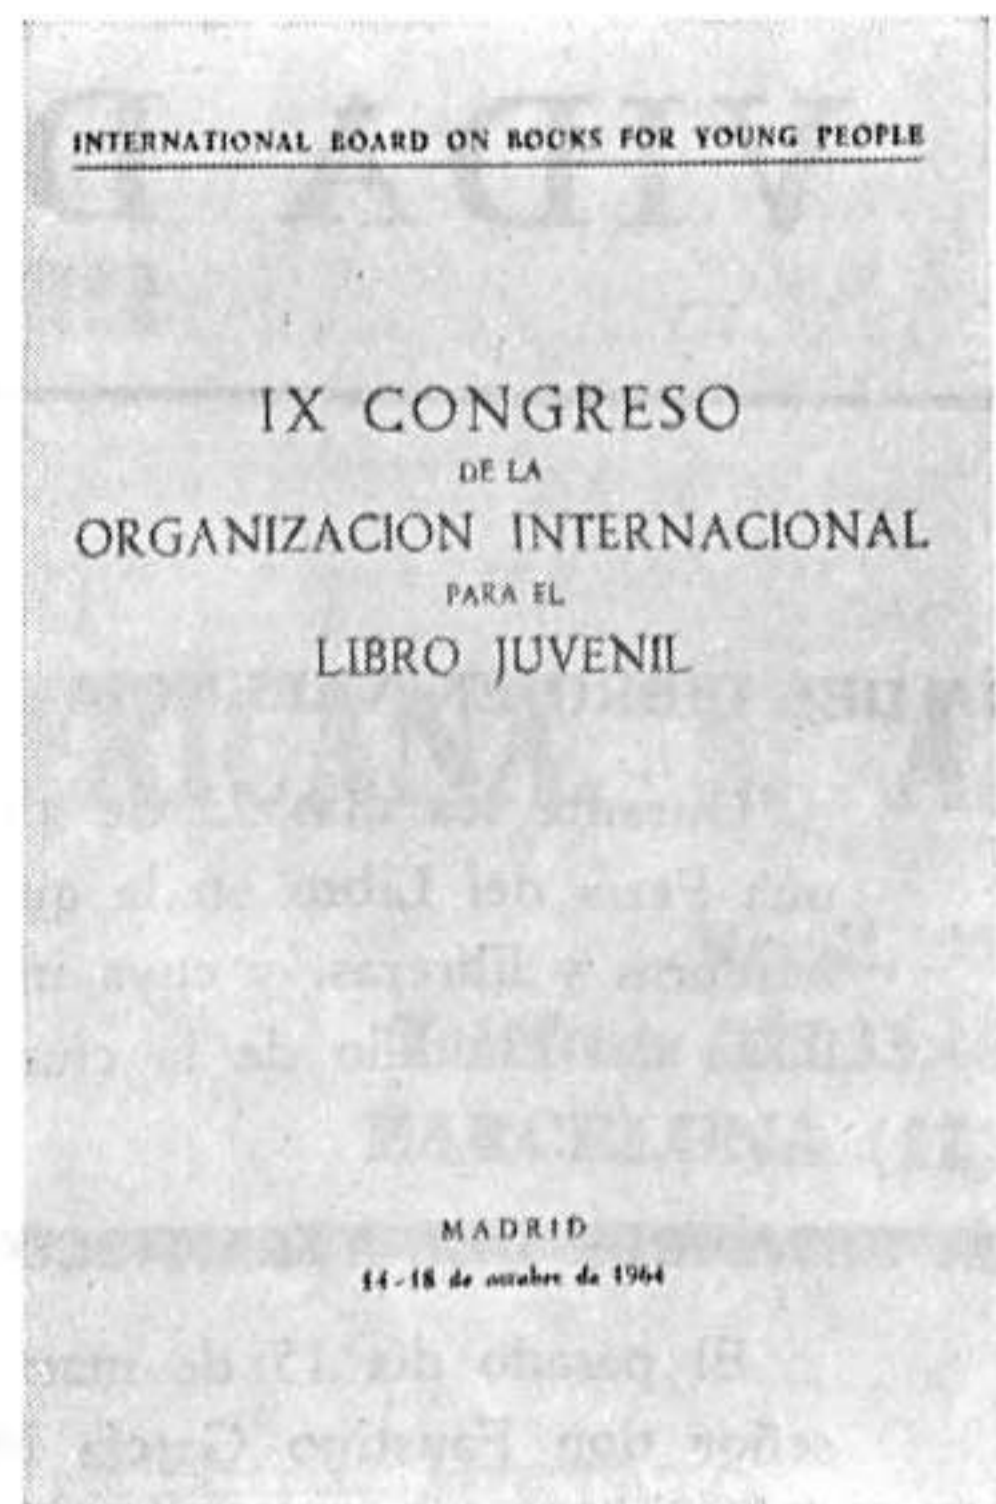 INTERNATIONAL BOARD ON BOOKS FOR YOUNG PEOPLE
IX CONGRESO
DE LA
ORGANIZACION INTERNACIONAL
PARA EL
LIBRO JUVENIL
MADRID
14-18 de octubre de 1964